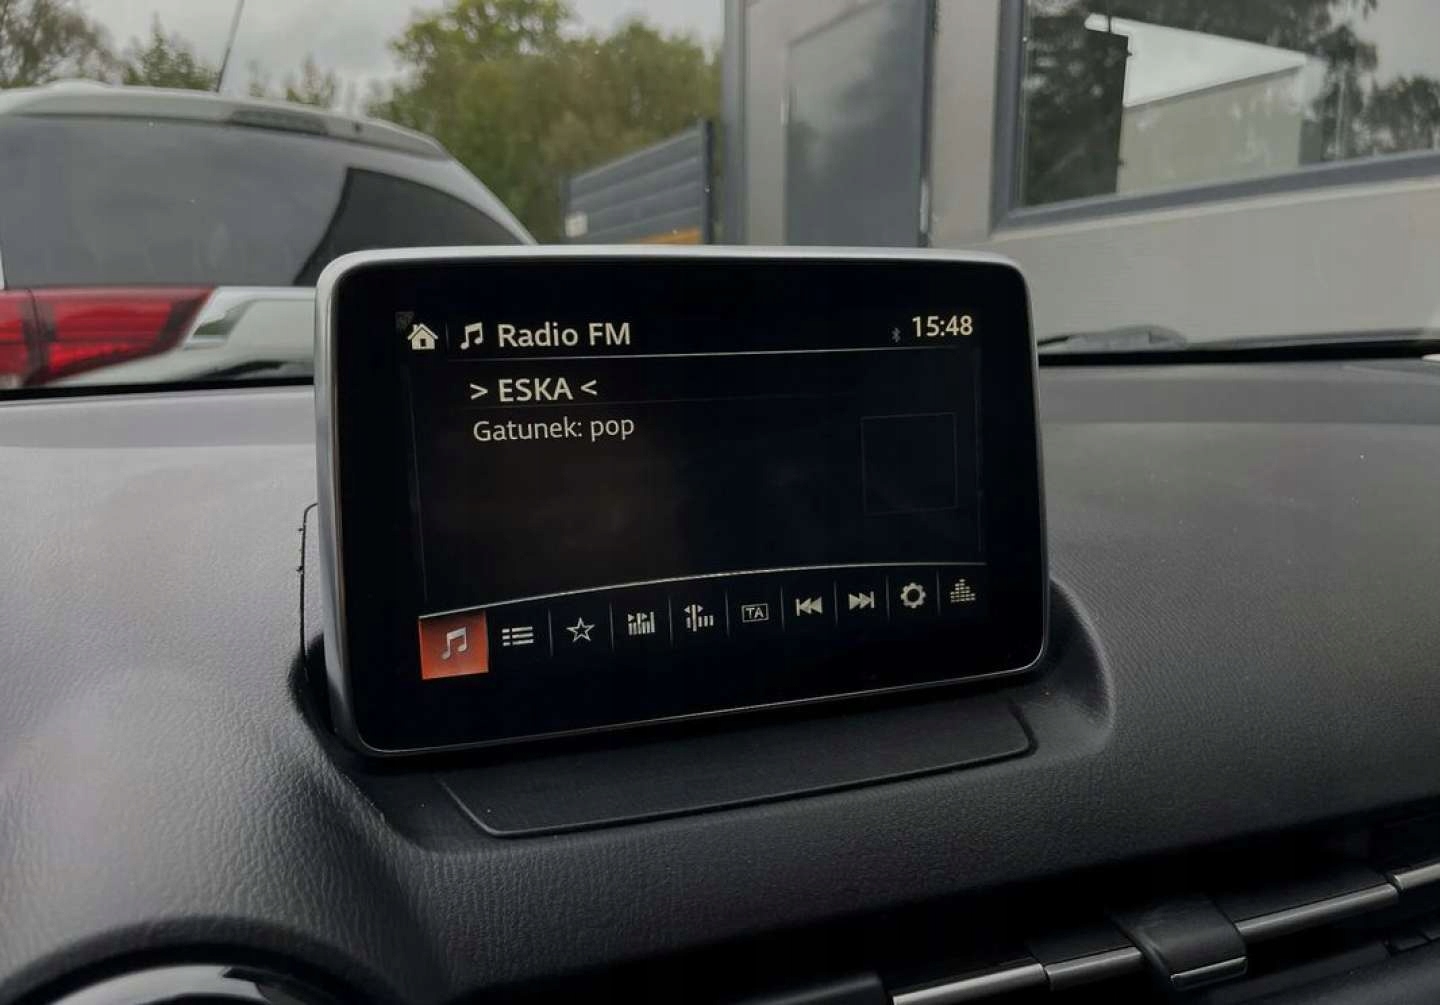 Radio FM
15:48
> ESKA <
Gatunek: pop
TA